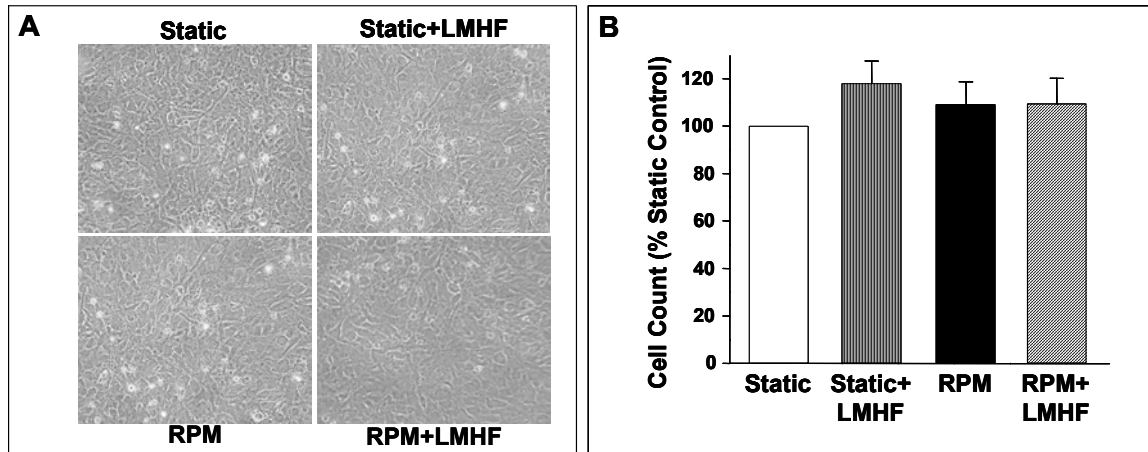 A
Static
Static+LMHF
RPM
RPM+LMHF
B
Cell Count (% Static Control)
120
100
80
60
40
20
0
Static
Static+
LMHF
RPM
RPM+
LMHF